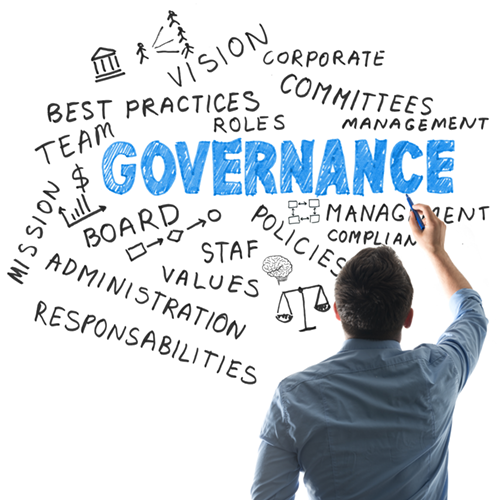 VISION
CORPORATE
COMMITTEES
BEST PRACTICES
ROLES
MANAGEMENT
TEAM
GOVERNANCE
MISSION
$
BOARD
POLICIES
MANAGEMENT
COMPLIAN
STAF
VALUES
ADMINISTRATION
RESPONSABILITIES